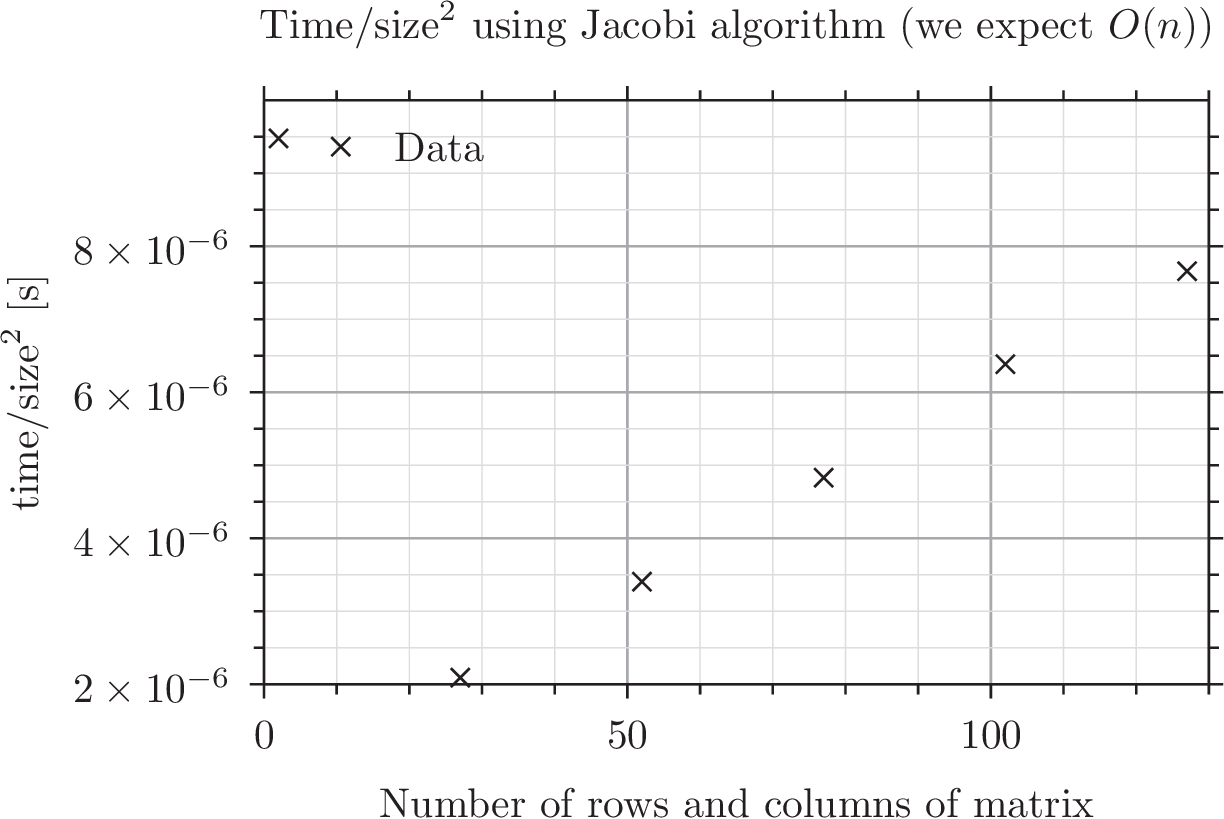 Time/size² using Jacobi algorithm (we expect O(n))
Data
8 × 10⁻⁶
6 × 10⁻⁶
4 × 10⁻⁶
2 × 10⁻⁶
time/size² [s]
0 50 100
Number of rows and columns of matrix